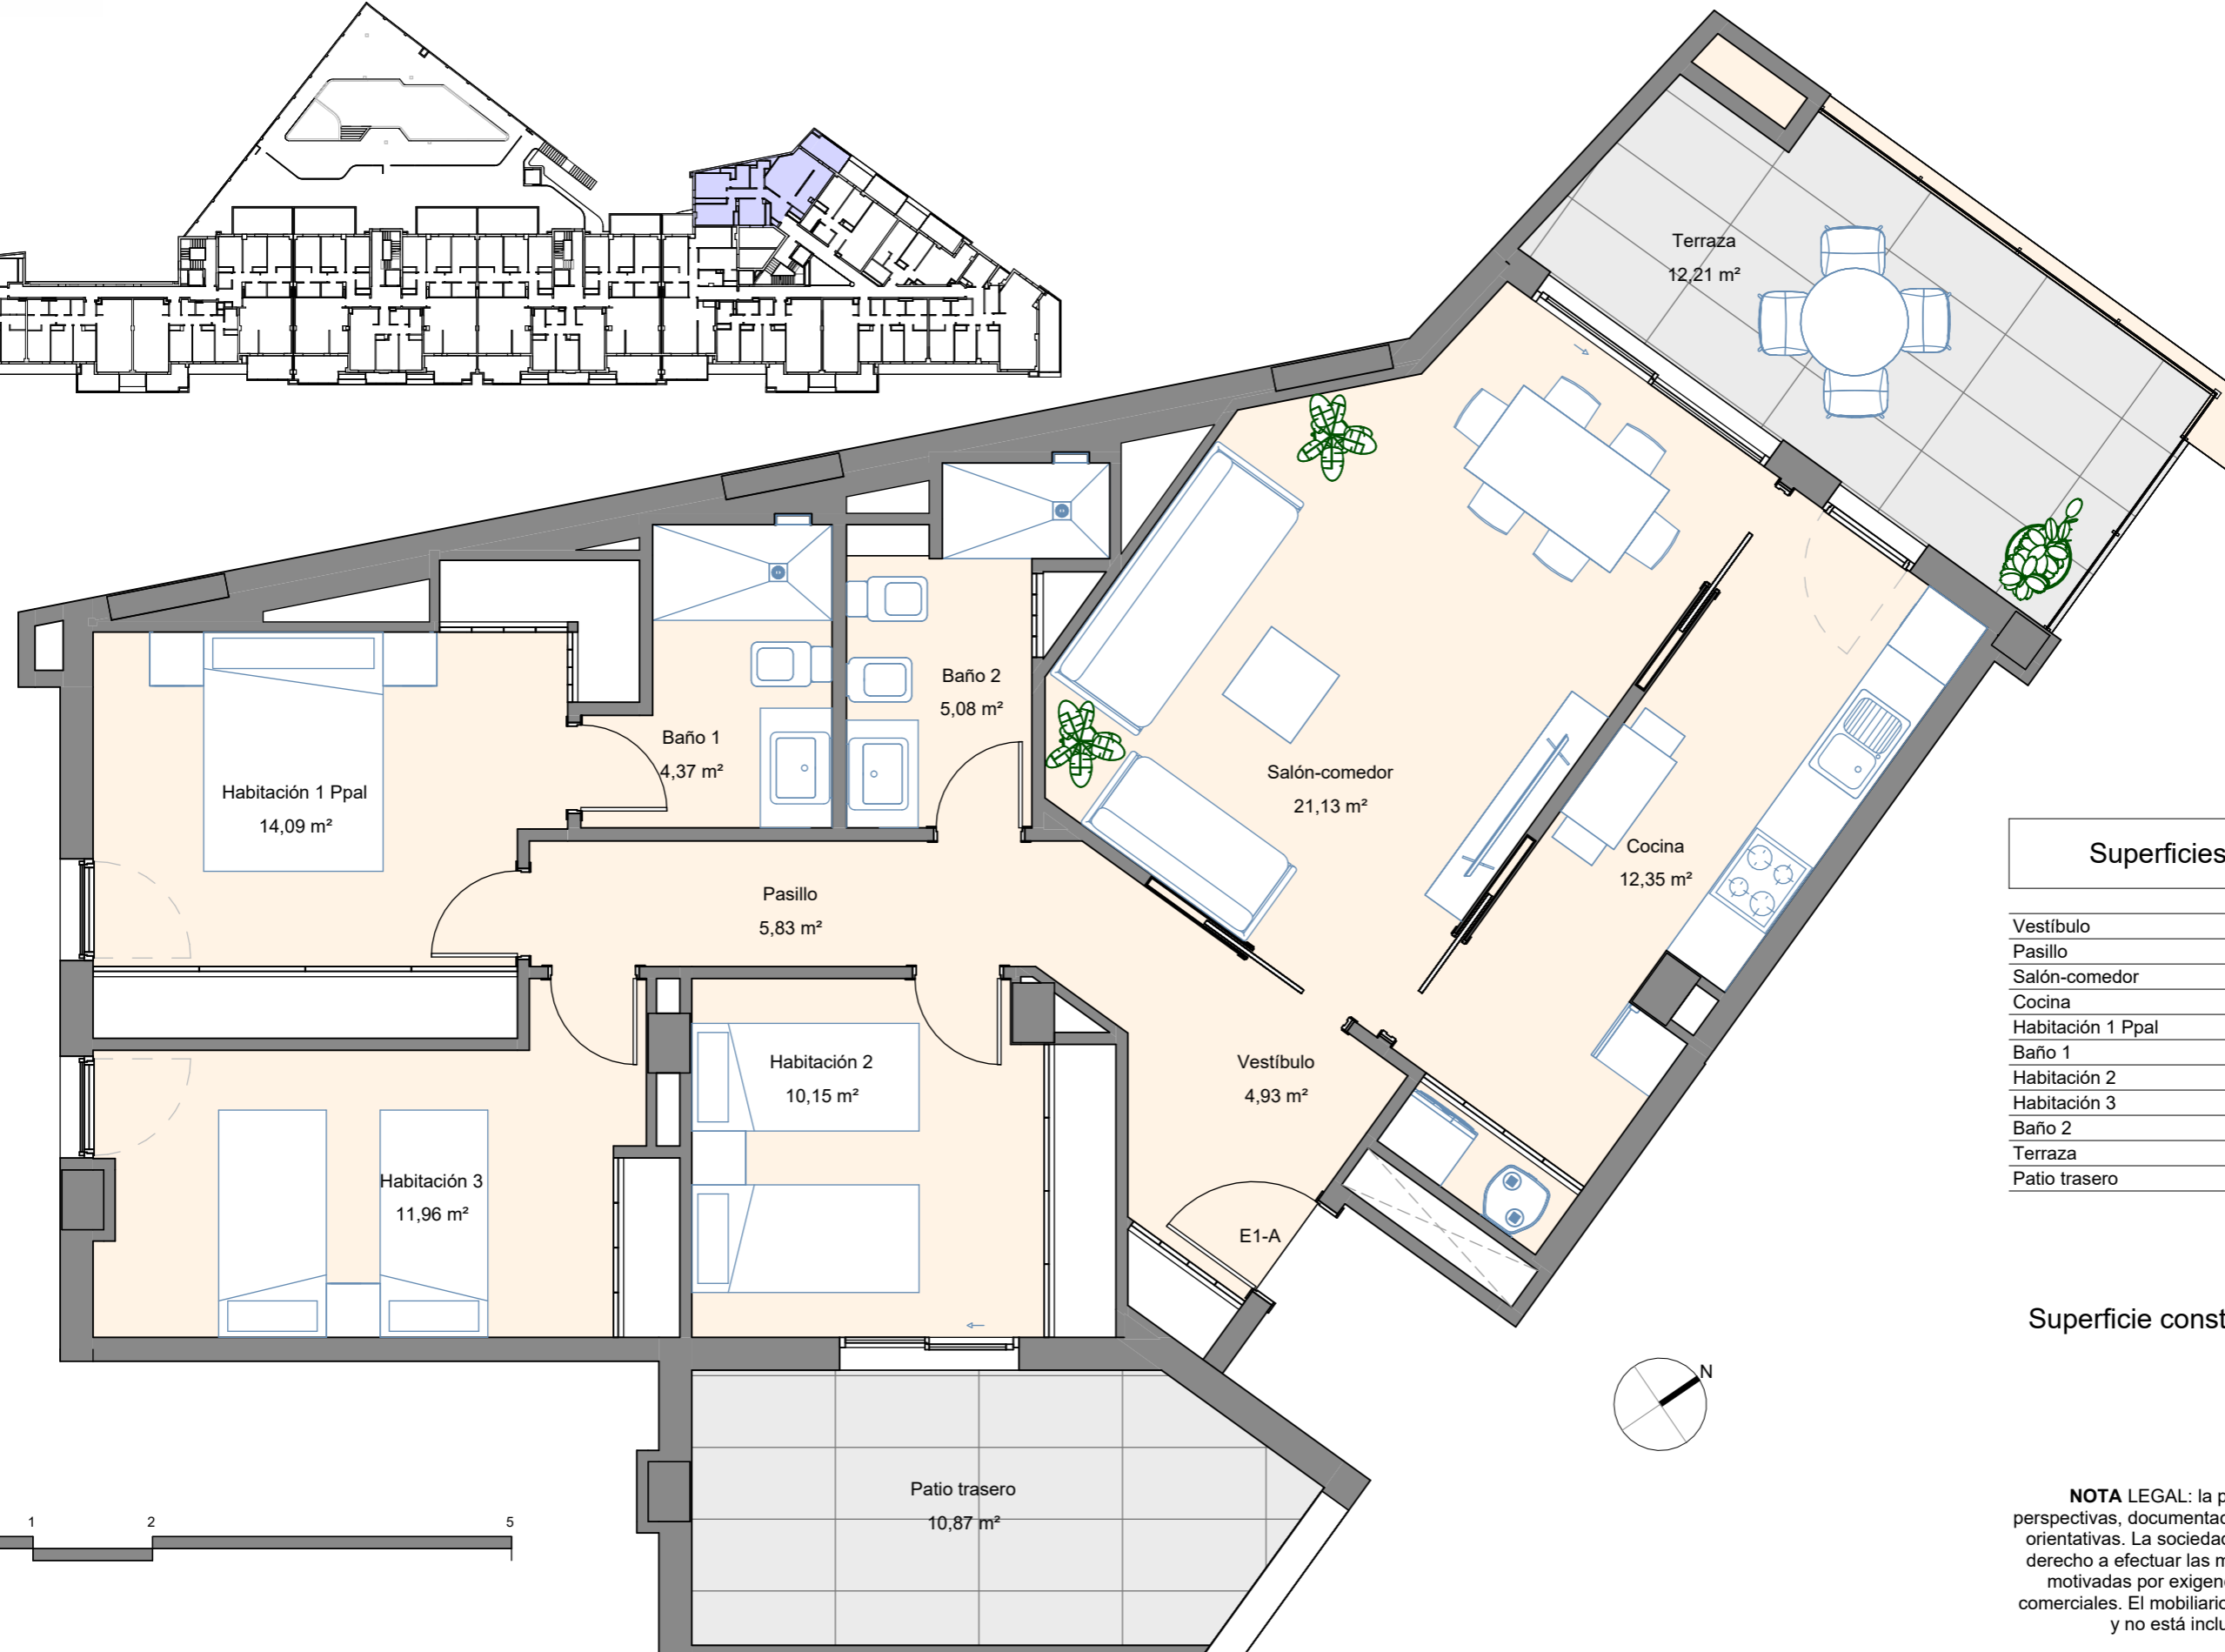 Terraza
12,21 m²
Baño 2
5,08 m²
Baño 1
4,37 m²
Habitación 1 Ppal
14,09 m²
Salón-comedor
21,13 m²
Cocina
12,35 m²
Pasillo
5,83 m²
Habitación 2
10,15 m²
Vestíbulo
4,93 m²
Habitación 3
11,96 m²
E1-A
Patio trasero
10,87 m²
1 2 5
N
Superficies
Vestíbulo
Pasillo
Salón-comedor
Cocina
Habitación 1 Ppal
Baño 1
Habitación 2
Habitación 3
Baño 2
Terraza
Patio trasero
Superficie const
NOTA LEGAL: la p
perspectivas, documentac
orientativas. La sociedad
derecho a efectuar las m
motivadas por exigen
comerciales. El mobiliario
y no está inclu